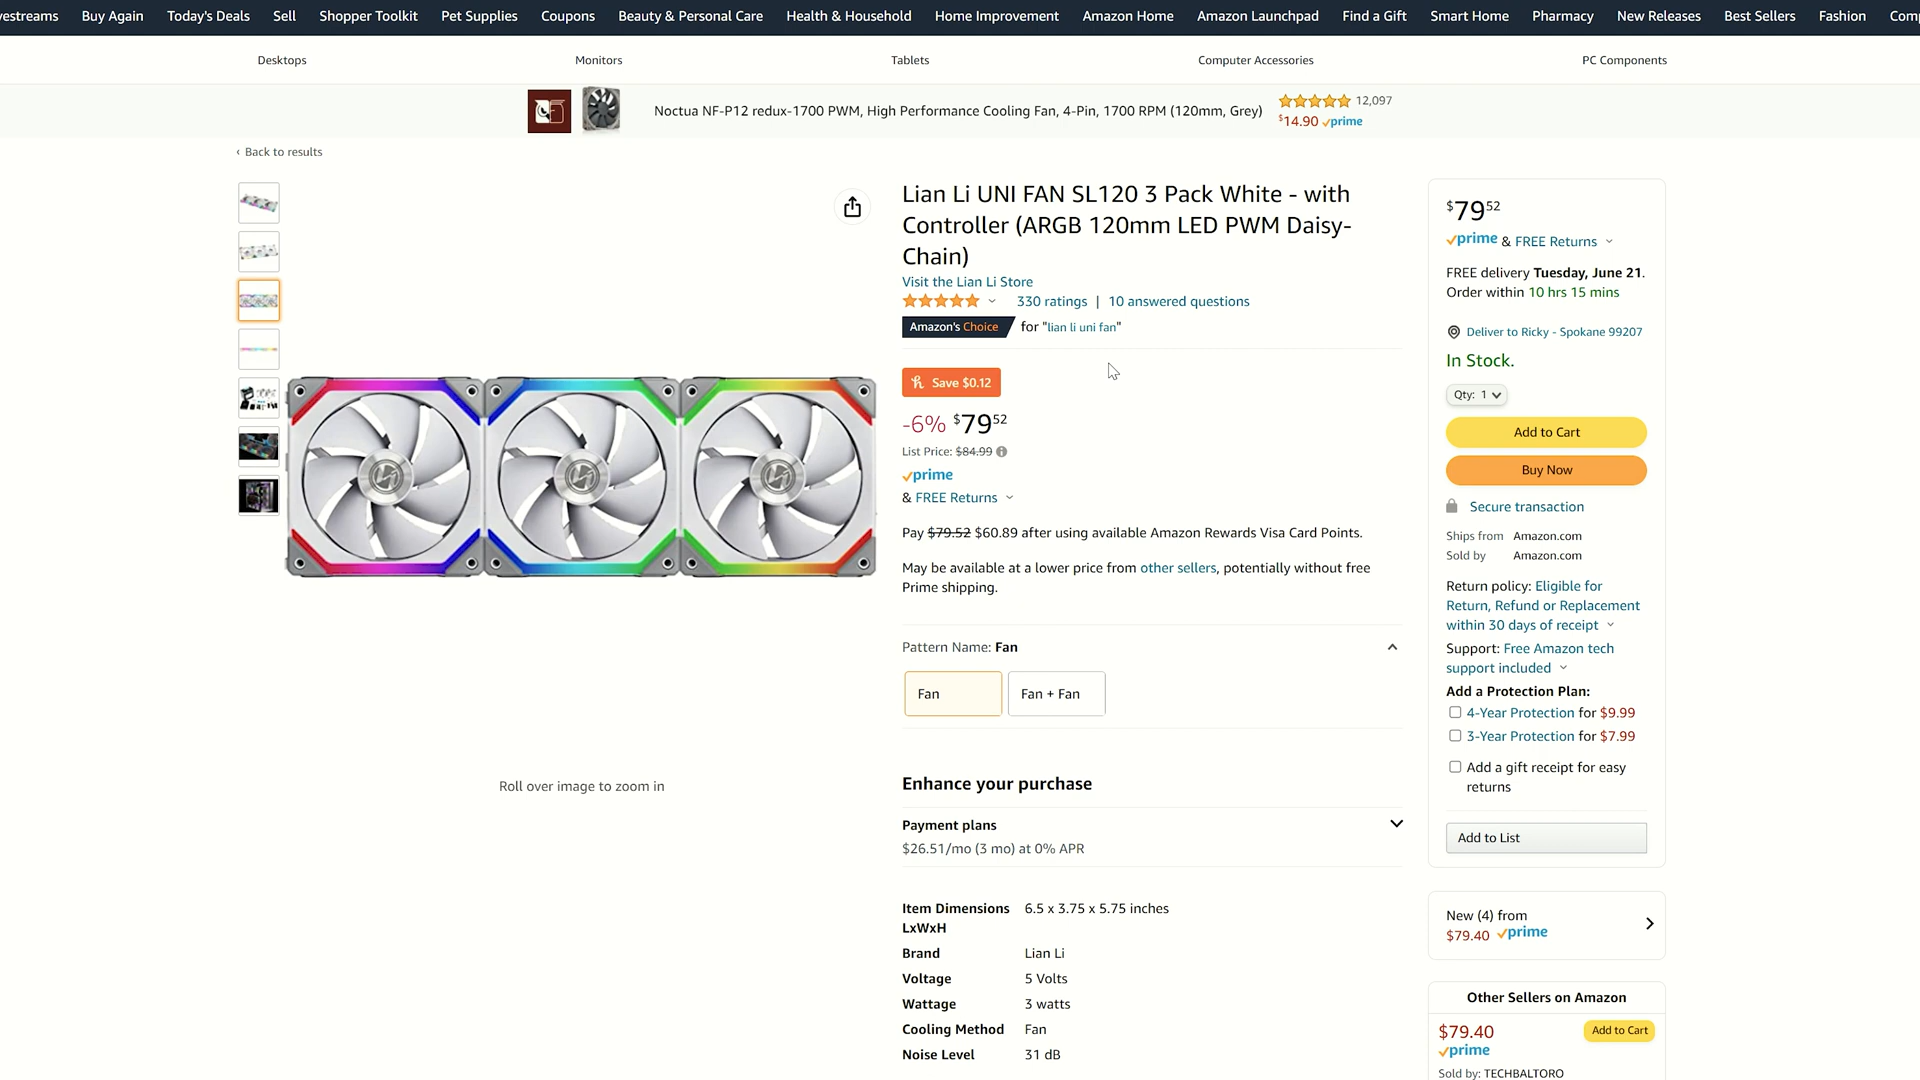 vestreams Buy Again Today's Deals Sell Shopper Toolkit Pet Supplies Coupons Beauty & Personal Care Health & Household Home Improvement Amazon Home Amazon Launchpad Find a Gift Smart Home Pharmacy New Releases Best Sellers Fashion Com
Desktops Monitors Tablets Computer Accessories PC Components
Noctua NF-P12 redux-1700 PWM, High Performance Cooling Fan, 4-Pin, 1700 RPM (120mm, Grey) 12,097
$14.90 prime
‹ Back to results
Lian Li UNI FAN SL120 3 Pack White - with
Controller (ARGB 120mm LED PWM Daisy-
Chain)
Visit the Lian Li Store
330 ratings | 10 answered questions
Amazon's Choice for "lian li uni fan"
Save $0.12
-6% $79 52
List Price: $84.99
prime
& FREE Returns
Pay $79.52 $60.89 after using available Amazon Rewards Visa Card Points.
May be available at a lower price from other sellers, potentially without free
Prime shipping.
Pattern Name: Fan
Fan Fan + Fan
Roll over image to zoom in
Enhance your purchase
Payment plans
$26.51/mo (3 mo) at 0% APR
Item Dimensions 6.5 x 3.75 x 5.75 inches
LxWxH
Brand Lian Li
Voltage 5 Volts
Wattage 3 watts
Cooling Method Fan
Noise Level 31 dB
$79 52
prime & FREE Returns
FREE delivery Tuesday, June 21.
Order within 10 hrs 15 mins
Deliver to Ricky - Spokane 99207
In Stock.
Qty: 1
Add to Cart
Buy Now
Secure transaction
Ships from Amazon.com
Sold by Amazon.com
Return policy: Eligible for
Return, Refund or Replacement
within 30 days of receipt
Support: Free Amazon tech
support included
Add a Protection Plan:
4-Year Protection for $9.99
3-Year Protection for $7.99
Add a gift receipt for easy
returns
Add to List
New (4) from
$79.40 prime
Other Sellers on Amazon
$79.40 Add to Cart
prime
Sold by: TECHBALTORO